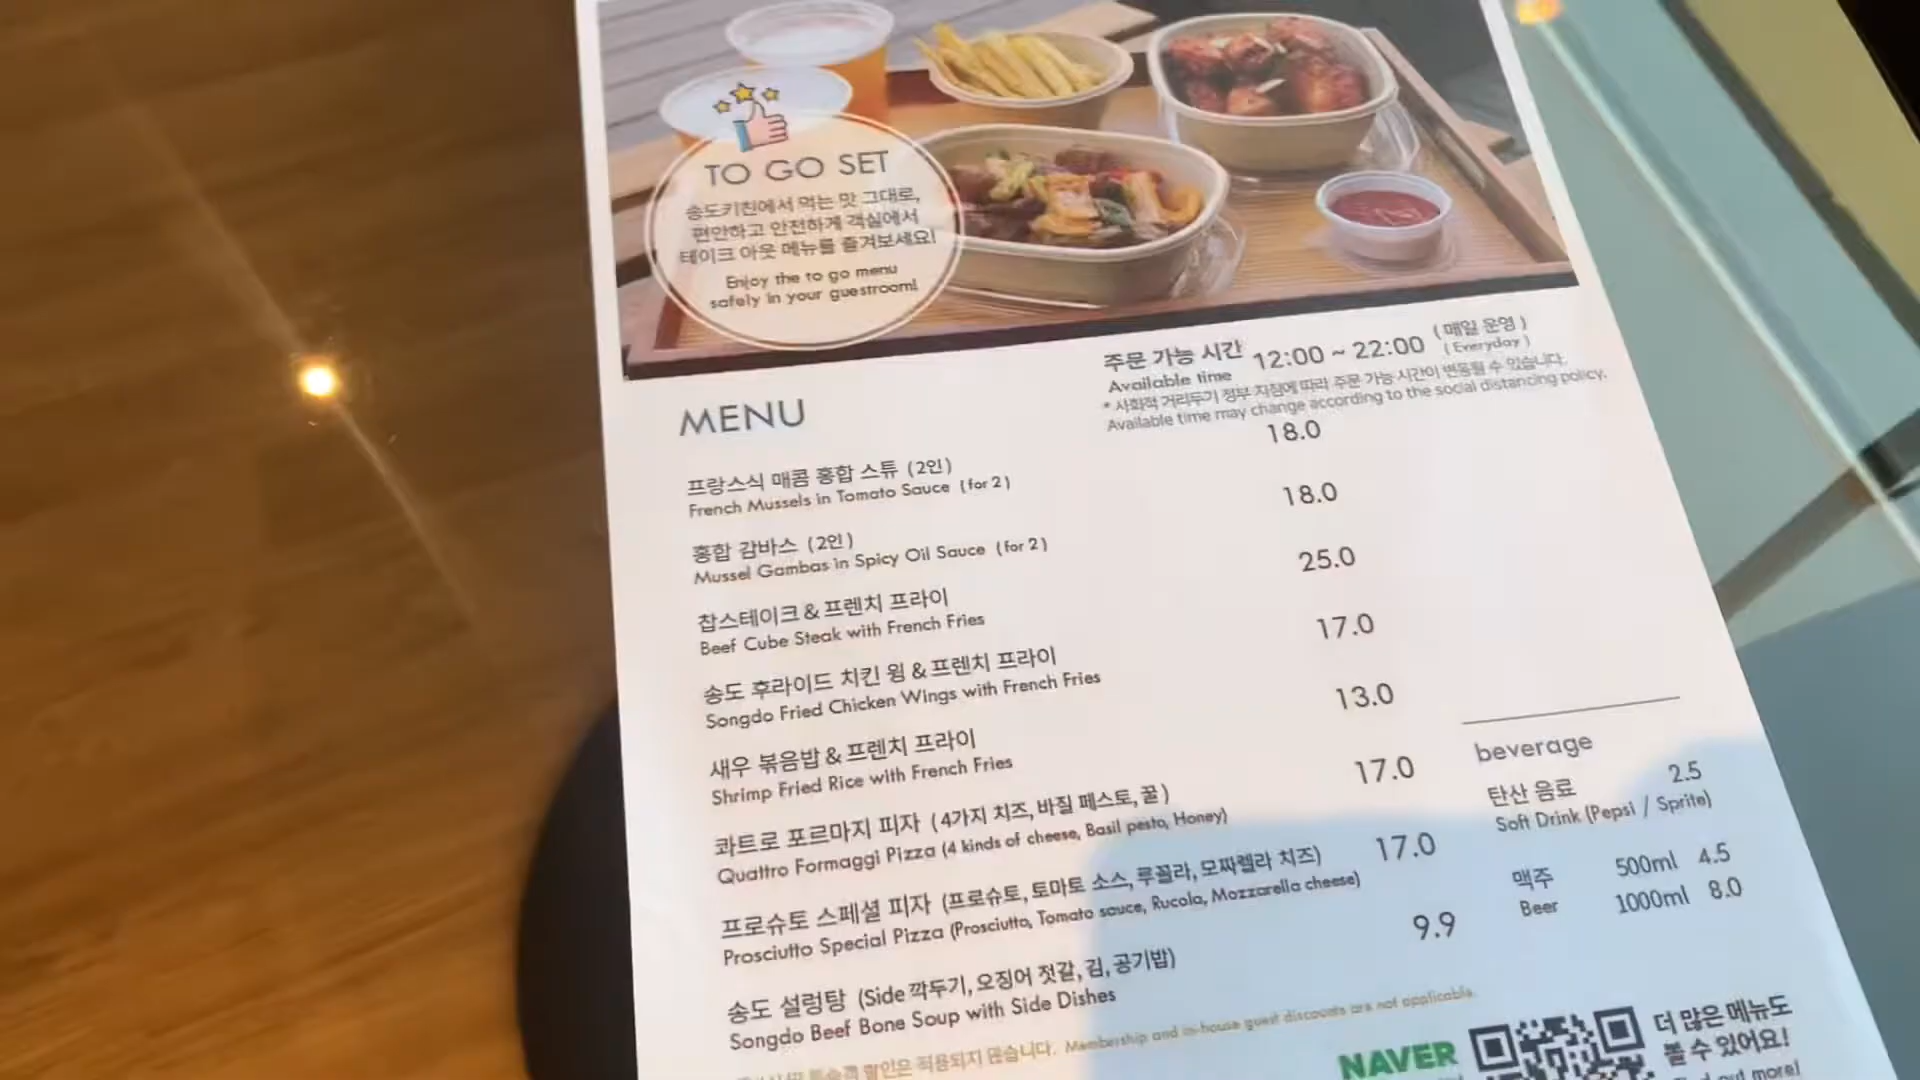 TO GO SET
송도키친에서 먹는 맛 그대로,
편안하고 안전하게 객실에서
테이크 아웃 메뉴를 즐겨보세요!
Enjoy the to go menu
safely in your guestroom!
주문 가능 시간 12:00 ~ 22:00 (매일 운영)
Available time (Everyday)
* 사회적 거리두기 정부 지침에 따라 주문 가능 시간이 변동될 수 있습니다.
Available time may change according to the social distancing policy.
MENU
프랑스식 매콤 홍합 스튜 (2인) 18.0
French Mussels in Tomato Sauce (for 2)
홍합 감바스 (2인) 18.0
Mussel Gambas in Spicy Oil Sauce (for 2)
찹스테이크 & 프렌치 프라이 25.0
Beef Cube Steak with French Fries
송도 후라이드 치킨 윙 & 프렌치 프라이 17.0
Songdo Fried Chicken Wings with French Fries
새우 볶음밥 & 프렌치 프라이 13.0
Shrimp Fried Rice with French Fries
콰트로 포르마지 피자 (4가지 치즈, 바질 페스토, 꿀) 17.0
Quattro Formaggi Pizza (4 kinds of cheese, Basil pesto, Honey)
프로슈토 스페셜 피자 (프로슈토, 토마토 소스, 루꼴라, 모짜렐라 치즈) 17.0
Prosciutto Special Pizza (Prosciutto, Tomato sauce, Rucola, Mozzarella cheese)
송도 설렁탕 (Side 깍두기, 오징어 젓갈, 김, 공기밥) 9.9
Songdo Beef Bone Soup with Side Dishes
beverage
탄산 음료 2.5
Soft Drink (Pepsi / Sprite)
맥주 500ml 4.5
Beer 1000ml 8.0
할인은 적용되지 않습니다. Membership and in-house guest discounts are not applicable.
NAVER
더 많은 메뉴도
볼 수 있어요!
out more!